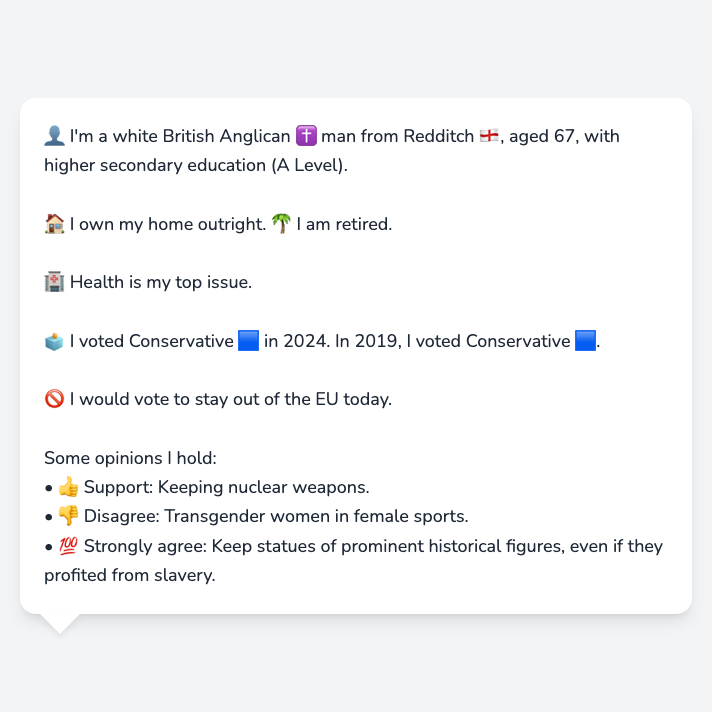 👤 I'm a white British Anglican ✝️ man from Redditch 🏴󠁧󠁢󠁥󠁮󠁧󠁿, aged 67, with
higher secondary education (A Level).
🏠 I own my home outright. 🌴 I am retired.
🏥 Health is my top issue.
🗳️ I voted Conservative 🟦 in 2024. In 2019, I voted Conservative 🟦.
🚫 I would vote to stay out of the EU today.
Some opinions I hold:
• 👍 Support: Keeping nuclear weapons.
• 👎 Disagree: Transgender women in female sports.
• 💯 Strongly agree: Keep statues of prominent historical figures, even if they
profited from slavery.